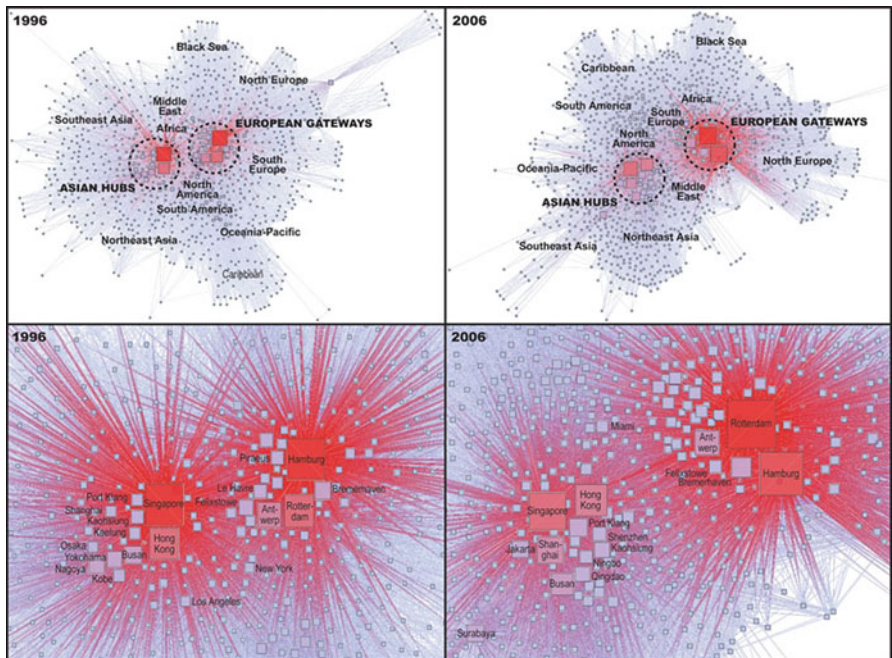 1996
Black Sea
North Europe
Middle
East
Southeast Asia
Africa
EUROPEAN GATEWAYS
South
Europe
ASIAN HUBS
North
America
South America
Oceania-Pacific
Northeast Asia
Caribbean
2006
Black Sea
Caribbean
Africa
South America
South
Europe
EUROPEAN GATEWAYS
North
America
North Europe
Oceania-Pacific
Middle
East
ASIAN HUBS
Northeast Asia
Southeast Asia
1996
Piraeus
Hamburg
Le Havre
Bremerhaven
Port Klang
Singapore
Felixstowe
Shanghai
Ant-
werp
Rotter-
dam
Kaohsiung
Keelung
Osaka
Busan
Hong
Kong
Yokohama
Nagoya
New York
Kobe
Los Angeles
2006
Miami
Rotterdam
Ant-
werp
Felixstowe
Hamburg
Bremerhaven
Hong
Kong
Singapore
Port Klang
Shenzhen
Jakarta
Shan-
ghai
Kaohsiung
Ningbo
Busan
Qingdao
Surabaya